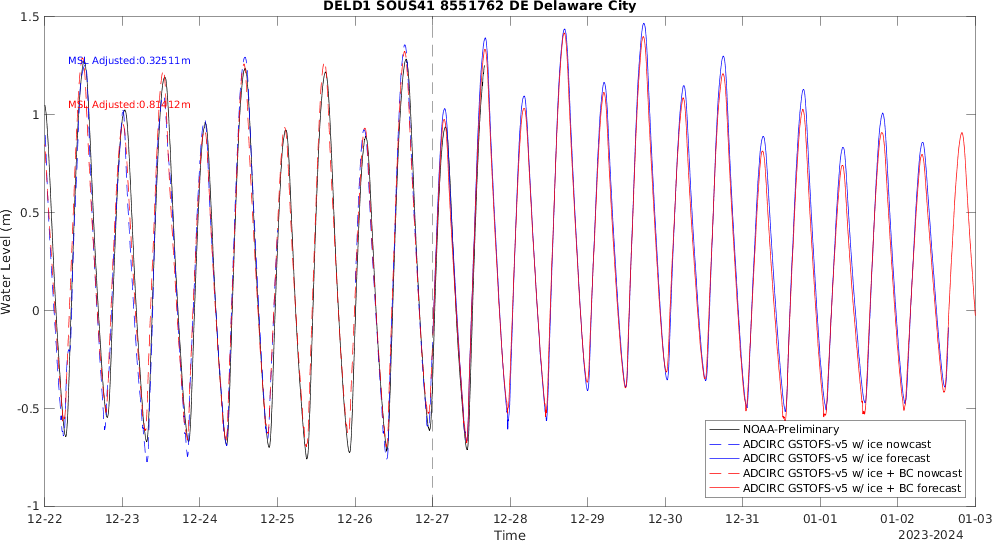 DELD1 SOUS41 8551762 DE Delaware City
1.5
1
0.5
0
-0.5
-1
Water Level (m)
MSL Adjusted:0.32511m
MSL Adjusted:0.81412m
NOAA-Preliminary
ADCIRC GSTOFS-v5 w/ ice nowcast
ADCIRC GSTOFS-v5 w/ ice forecast
ADCIRC GSTOFS-v5 w/ ice + BC nowcast
ADCIRC GSTOFS-v5 w/ ice + BC forecast
12-22 12-23 12-24 12-25 12-26 12-27 12-28 12-29 12-30 12-31 01-01 01-02 01-03
Time
2023-2024